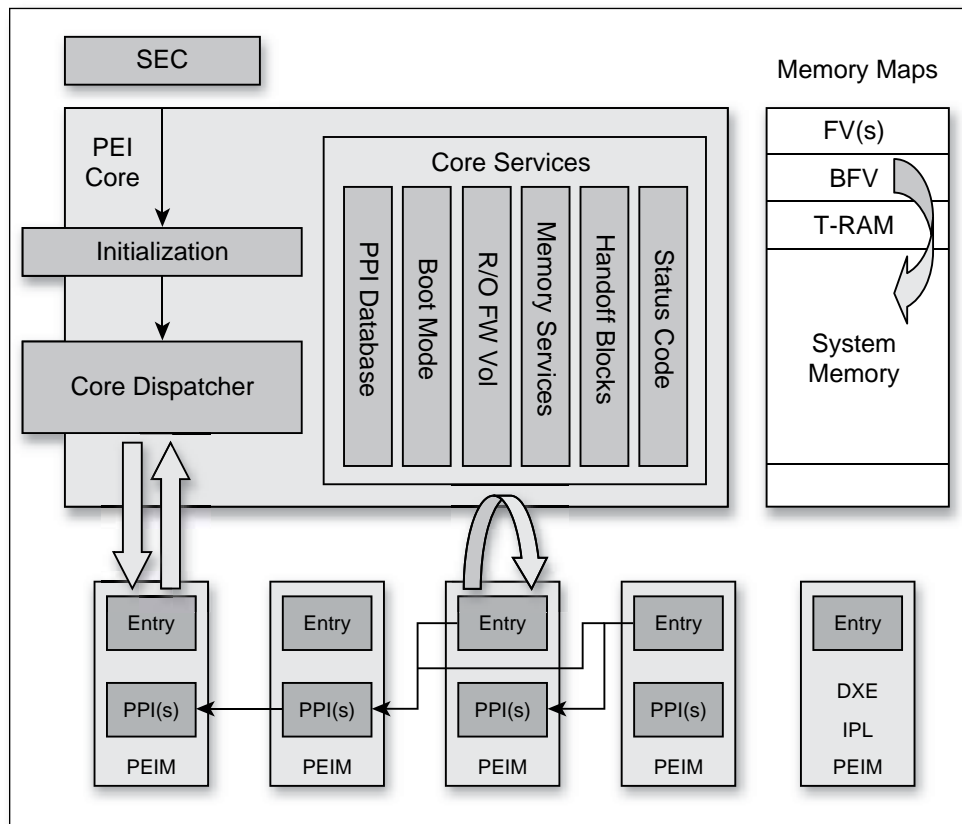 SEC
PEI
Core
Initialization
Core Dispatcher
Core Services
PPI Database
Boot Mode
R/O FW Vol
Memory Services
Handoff Blocks
Status Code
Memory Maps
FV(s)
BFV
T-RAM
System
Memory
Entry
PPI(s)
PEIM
Entry
PPI(s)
PEIM
Entry
PPI(s)
PEIM
Entry
PPI(s)
PEIM
Entry
DXE
IPL
PEIM